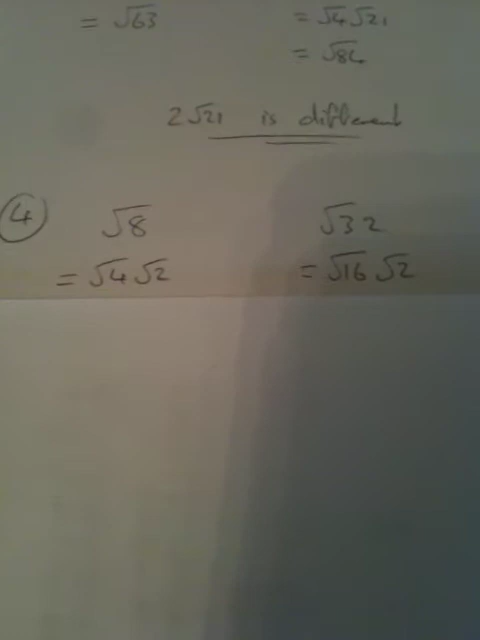 = √63 = √4√21
= √84
2√21 is different
4 √8 √32
= √4√2 = √16√2